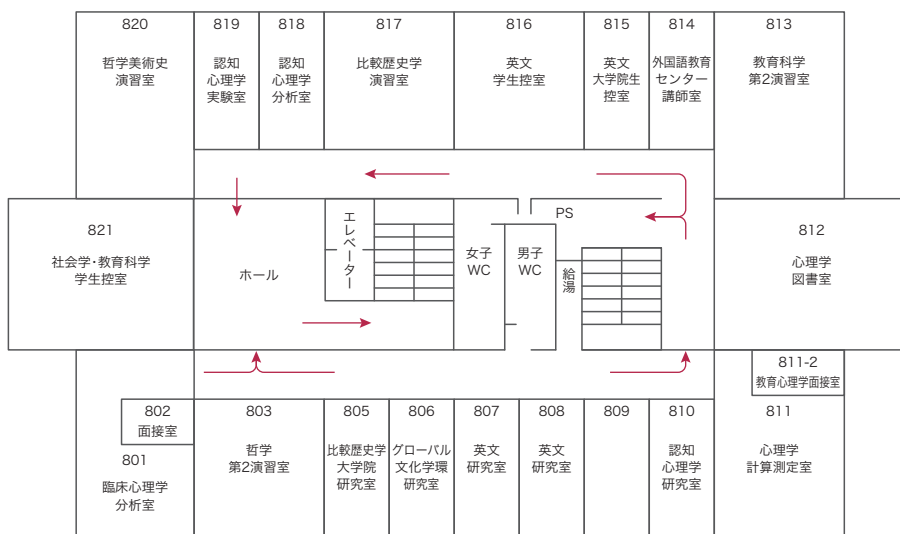 820
哲学美術史
演習室
819
認知
心理学
実験室
818
認知
心理学
分析室
817
比較歴史学
演習室
816
英文
学生控室
815
英文
大学院生
控室
814
外国語教育
センター
講師室
813
教育科学
第2演習室
821
社会学・教育科学
学生控室
ホール
エレベーター
女子
WC
男子
WC
PS
給湯
812
心理学
図書室
811-2
教育心理学面接室
802
面接室
801
臨床心理学
分析室
803
哲学
第2演習室
805
比較歴史学
大学院
研究室
806
グローバル
文化学環
研究室
807
英文
研究室
808
英文
研究室
809
810
認知
心理学
研究室
811
心理学
計算測定室